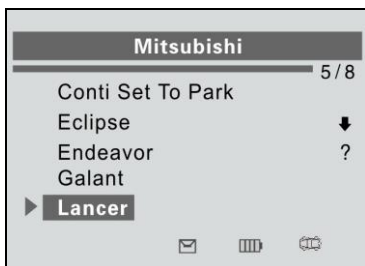 Mitsubishi
5/8
Conti Set To Park
Eclipse
Endeavor ?
Galant
Lancer